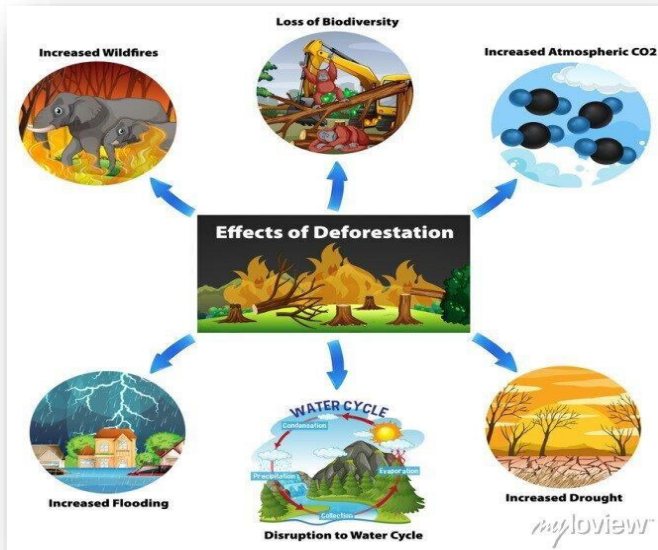 Loss of Biodiversity
Increased Wildfires
Increased Atmospheric CO2
Effects of Deforestation
WATER CYCLE
Condensation
Precipitation
Evaporation
Collection
Increased Flooding
Disruption to Water Cycle
Increased Drought
myloview™